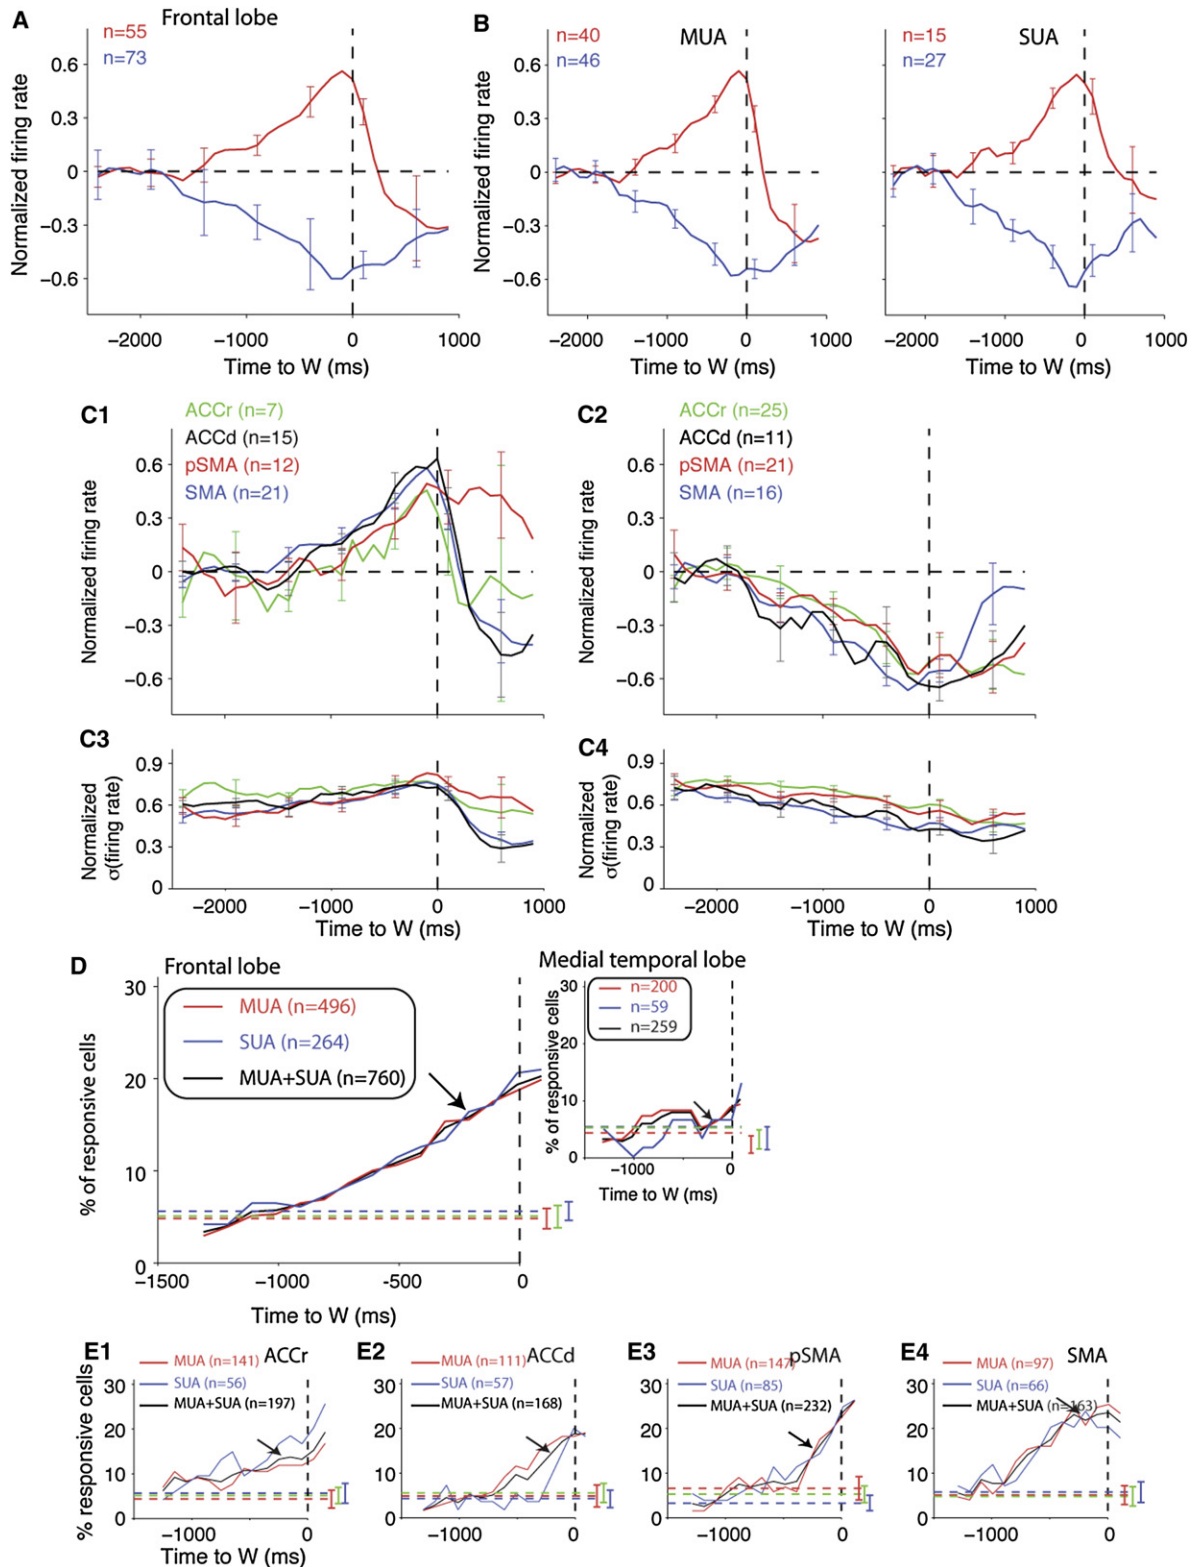 A
Frontal lobe
n=55
n=73
Normalized firing rate
0.6
0.3
0
−0.3
−0.6
−2000
−1000
0
1000
Time to W (ms)
B
MUA
n=40
n=46
Normalized firing rate
0.6
0.3
0
−0.3
−0.6
−2000
−1000
0
1000
Time to W (ms)
SUA
n=15
n=27
0.6
0.3
0
−0.3
−0.6
−2000
−1000
0
1000
Time to W (ms)
C1
ACCr (n=7)
ACCd (n=15)
pSMA (n=12)
SMA (n=21)
Normalized firing rate
0.6
0.3
0
−0.3
−0.6
C2
ACCr (n=25)
ACCd (n=11)
pSMA (n=21)
SMA (n=16)
Normalized firing rate
0.6
0.3
0
−0.3
−0.6
C3
Normalized
σ(firing rate)
0.9
0.6
0.3
0
−2000
−1000
0
1000
Time to W (ms)
C4
Normalized
σ(firing rate)
0.9
0.6
0.3
0
−2000
−1000
0
1000
Time to W (ms)
D
Frontal lobe
MUA (n=496)
SUA (n=264)
MUA+SUA (n=760)
% of responsive cells
30
20
10
0
−1500
−1000
-500
0
Time to W (ms)
Medial temporal lobe
n=200
n=59
n=259
% of responsive cells
30
20
10
0
−1000
0
Time to W (ms)
E1
ACCr
MUA (n=141)
SUA (n=56)
MUA+SUA (n=197)
% responsive cells
30
20
10
0
−1000
0
Time to W (ms)
E2
ACCd
MUA (n=111)
SUA (n=57)
MUA+SUA (n=168)
30
20
10
0
−1000
0
E3
pSMA
MUA (n=147)
SUA (n=85)
MUA+SUA (n=232)
30
20
10
0
−1000
0
E4
SMA
MUA (n=97)
SUA (n=66)
MUA+SUA (n=163)
30
20
10
0
−1000
0